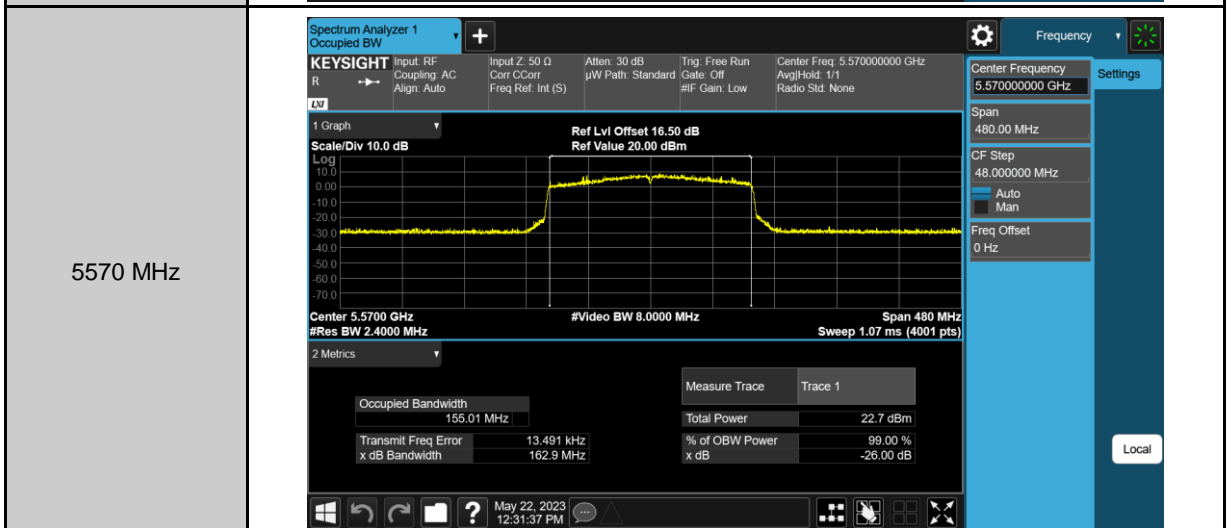 5570 MHz
Spectrum Analyzer 1
Occupied BW
Frequency
KEYSIGHT
R
LXI
Input: RF
Coupling: AC
Align: Auto
Input Z: 50 Ω
Corr CCorr
Freq Ref: Int (S)
Atten: 30 dB
µW Path: Standard
Trig: Free Run
Gate: Off
#IF Gain: Low
Center Freq: 5.570000000 GHz
Avg|Hold: 1/1
Radio Std: None
1 Graph
Scale/Div 10.0 dB
Ref Lvl Offset 16.50 dB
Ref Value 20.00 dBm
Log
10.0
0.00
-10.0
-20.0
-30.0
-40.0
-50.0
-60.0
-70.0
Center 5.5700 GHz
#Res BW 2.4000 MHz
#Video BW 8.0000 MHz
Span 480 MHz
Sweep 1.07 ms (4001 pts)
2 Metrics
Measure Trace Trace 1
Occupied Bandwidth
155.01 MHz
Total Power 22.7 dBm
Transmit Freq Error 13.491 kHz
% of OBW Power 99.00 %
x dB Bandwidth 162.9 MHz
x dB -26.00 dB
Center Frequency
5.570000000 GHz
Settings
Span
480.00 MHz
CF Step
48.000000 MHz
Auto
Man
Freq Offset
0 Hz
Local
?
May 22, 2023
12:31:37 PM